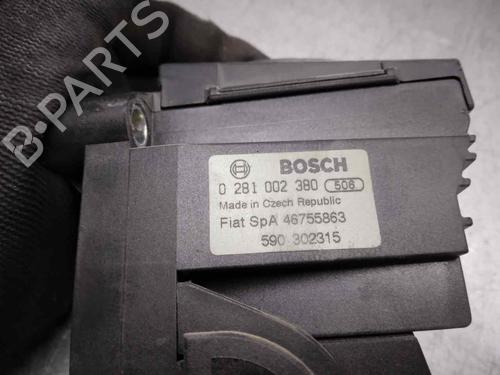 B-PARTS
BOSCH
0 281 002 380 506
Made in Czech Republic
Fiat SpA 46755863
590 302315